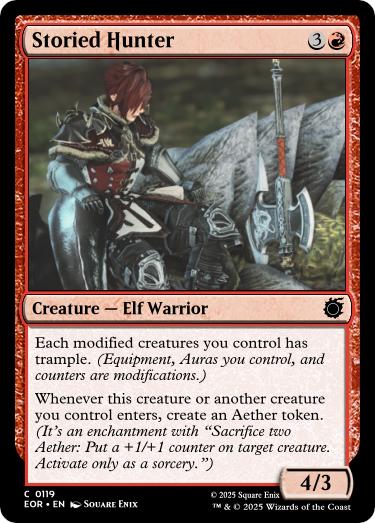 Storied Hunter 3
Creature — Elf Warrior
Each modified creatures you control has
trample. (Equipment, Auras you control, and
counters are modifications.)
Whenever this creature or another creature
you control enters, create an Aether token.
(It's an enchantment with “Sacrifice two
Aether: Put a +1/+1 counter on target creature.
Activate only as a sorcery.”)
4/3
C 0119
EOR • EN SQUARE ENIX
© 2025 Square Enix
™ & © 2025 Wizards of the Coast